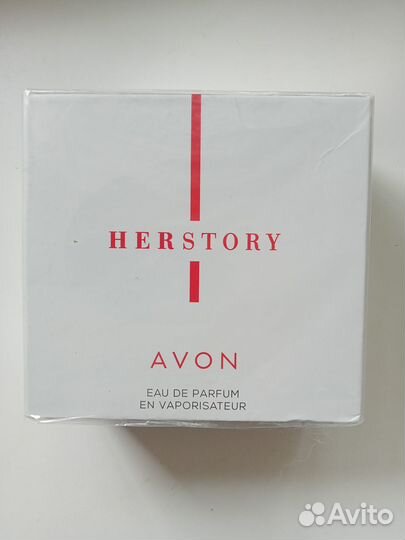 HERSTORY
AVON
EAU DE PARFUM
EN VAPORISATEUR
Avito